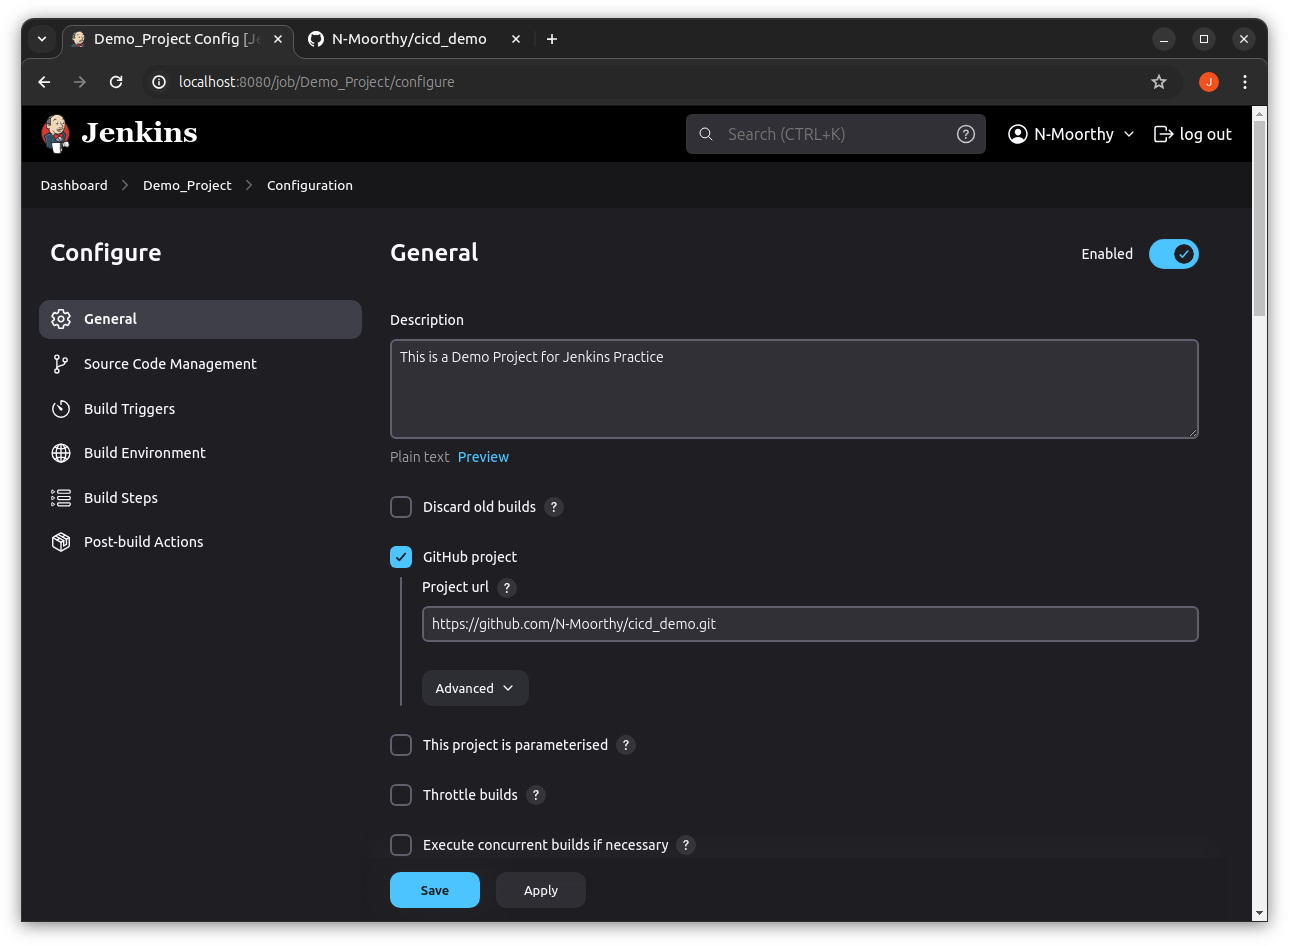 Demo_Project Config [Je
N-Moorthy/cicd_demo
localhost:8080/job/Demo_Project/configure
J
Jenkins
Search (CTRL+K)
?
N-Moorthy
log out
Dashboard
Demo_Project
Configuration
Configure
General
Source Code Management
Build Triggers
Build Environment
Build Steps
Post-build Actions
General
Enabled
Description
This is a Demo Project for Jenkins Practice
Plain text Preview
Discard old builds ?
GitHub project
Project url ?
https://github.com/N-Moorthy/cicd_demo.git
Advanced
This project is parameterised ?
Throttle builds ?
Execute concurrent builds if necessary ?
Save
Apply